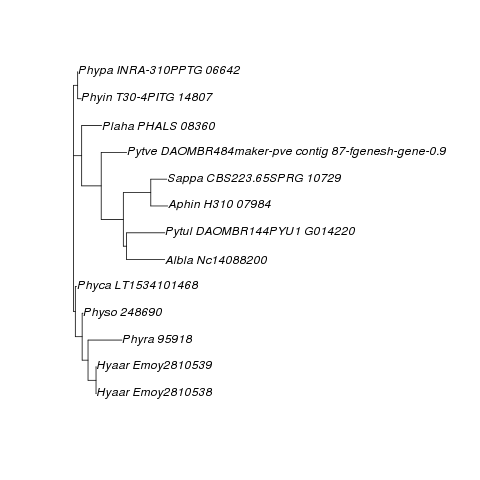 Phypa INRA-310PPTG 06642
Phyin T30-4PITG 14807
Plaha PHALS 08360
Pytve DAOMBR484maker-pve contig 87-fgenesh-gene-0.9
Sappa CBS223.65SPRG 10729
Aphin H310 07984
Pytul DAOMBR144PYU1 G014220
Albla Nc14088200
Phyca LT1534101468
Physo 248690
Phyra 95918
Hyaar Emoy2810539
Hyaar Emoy2810538